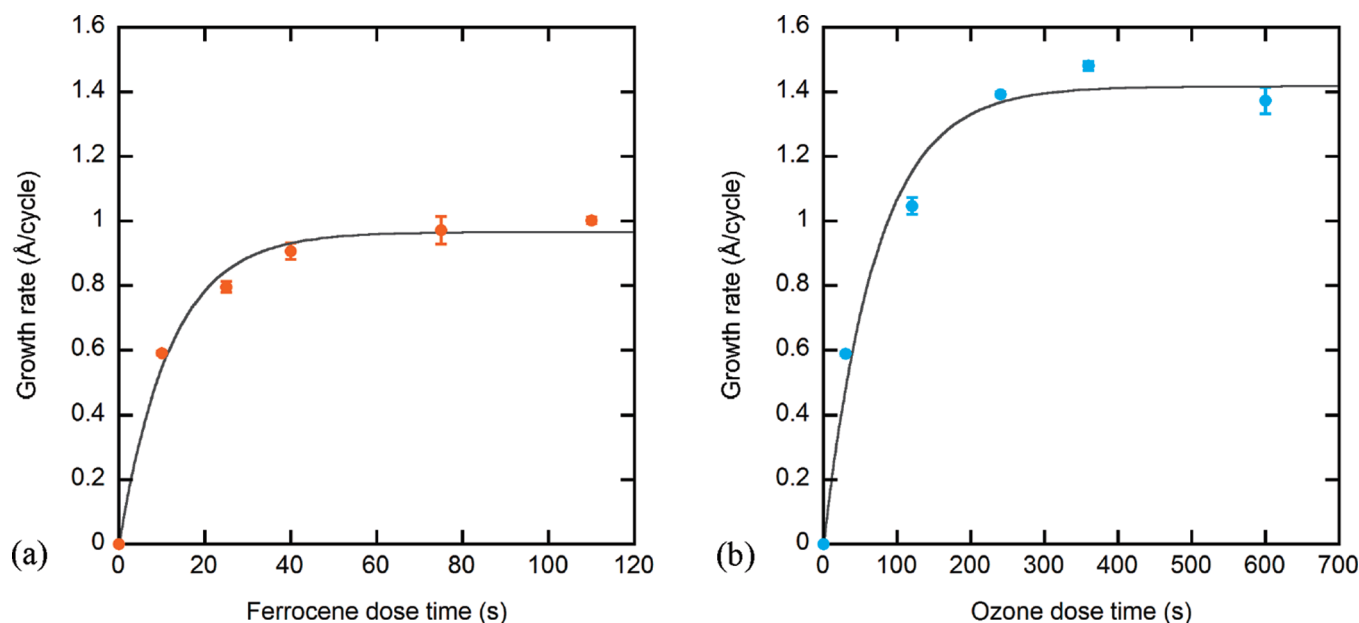 1.6
1.4
1.2
1
0.8
0.6
0.4
0.2
0
Growth rate (Å/cycle)
0 20 40 60 80 100 120
Ferrocene dose time (s)
(a)
1.6
1.4
1.2
1
0.8
0.6
0.4
0.2
0
Growth rate (Å/cycle)
0 100 200 300 400 500 600 700
Ozone dose time (s)
(b)